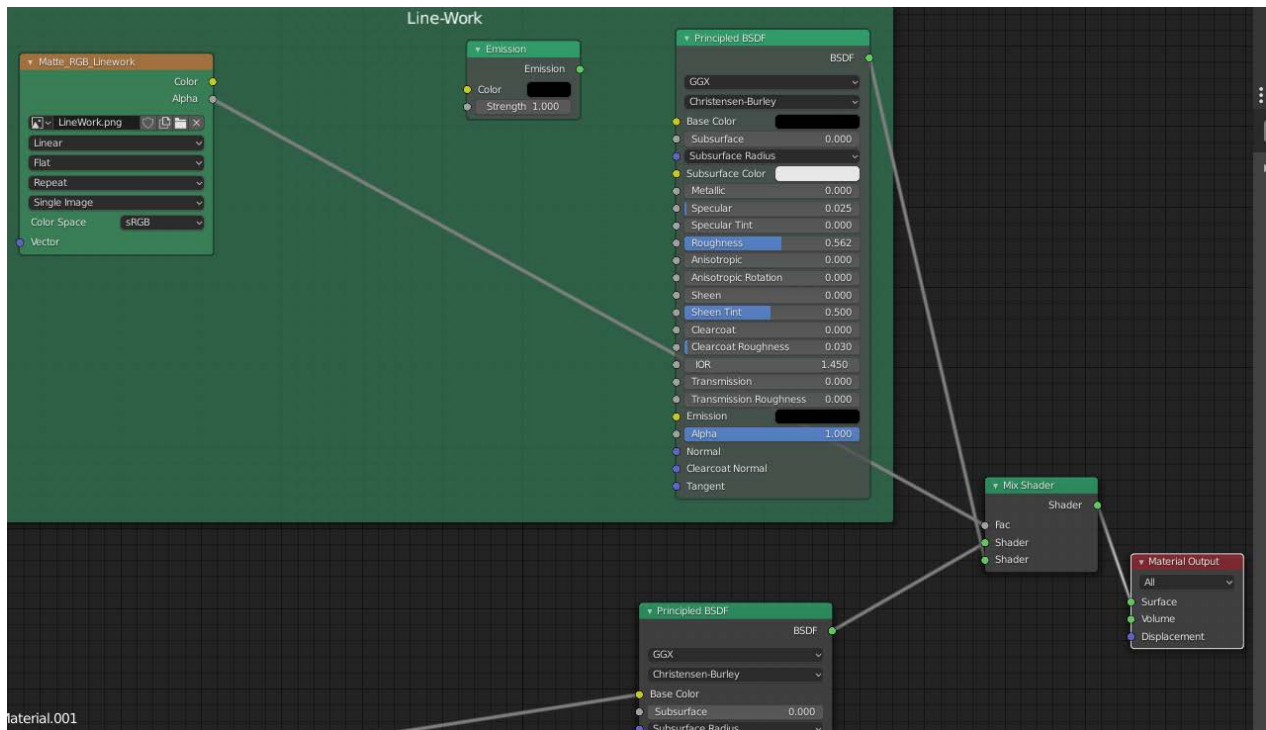 Line-Work
Matte_RGB_Linework
Color
Alpha
LineWork.png
Linear
Flat
Repeat
Single Image
Color Space sRGB
Vector
Emission
Emission
Color
Strength 1.000
Principled BSDF
BSDF
GGX
Christensen-Burley
Base Color
Subsurface 0.000
Subsurface Radius
Subsurface Color
Metallic 0.000
Specular 0.025
Specular Tint 0.000
Roughness 0.562
Anisotropic 0.000
Anisotropic Rotation 0.000
Sheen 0.000
Sheen Tint 0.500
Clearcoat 0.000
Clearcoat Roughness 0.030
IOR 1.450
Transmission 0.000
Transmission Roughness 0.000
Emission
Alpha 1.000
Normal
Clearcoat Normal
Tangent
Mix Shader
Shader
Fac
Shader
Shader
Material Output
All
Surface
Volume
Displacement
Principled BSDF
BSDF
GGX
Christensen-Burley
Base Color
Subsurface 0.000
Subsurface Radius
Material.001